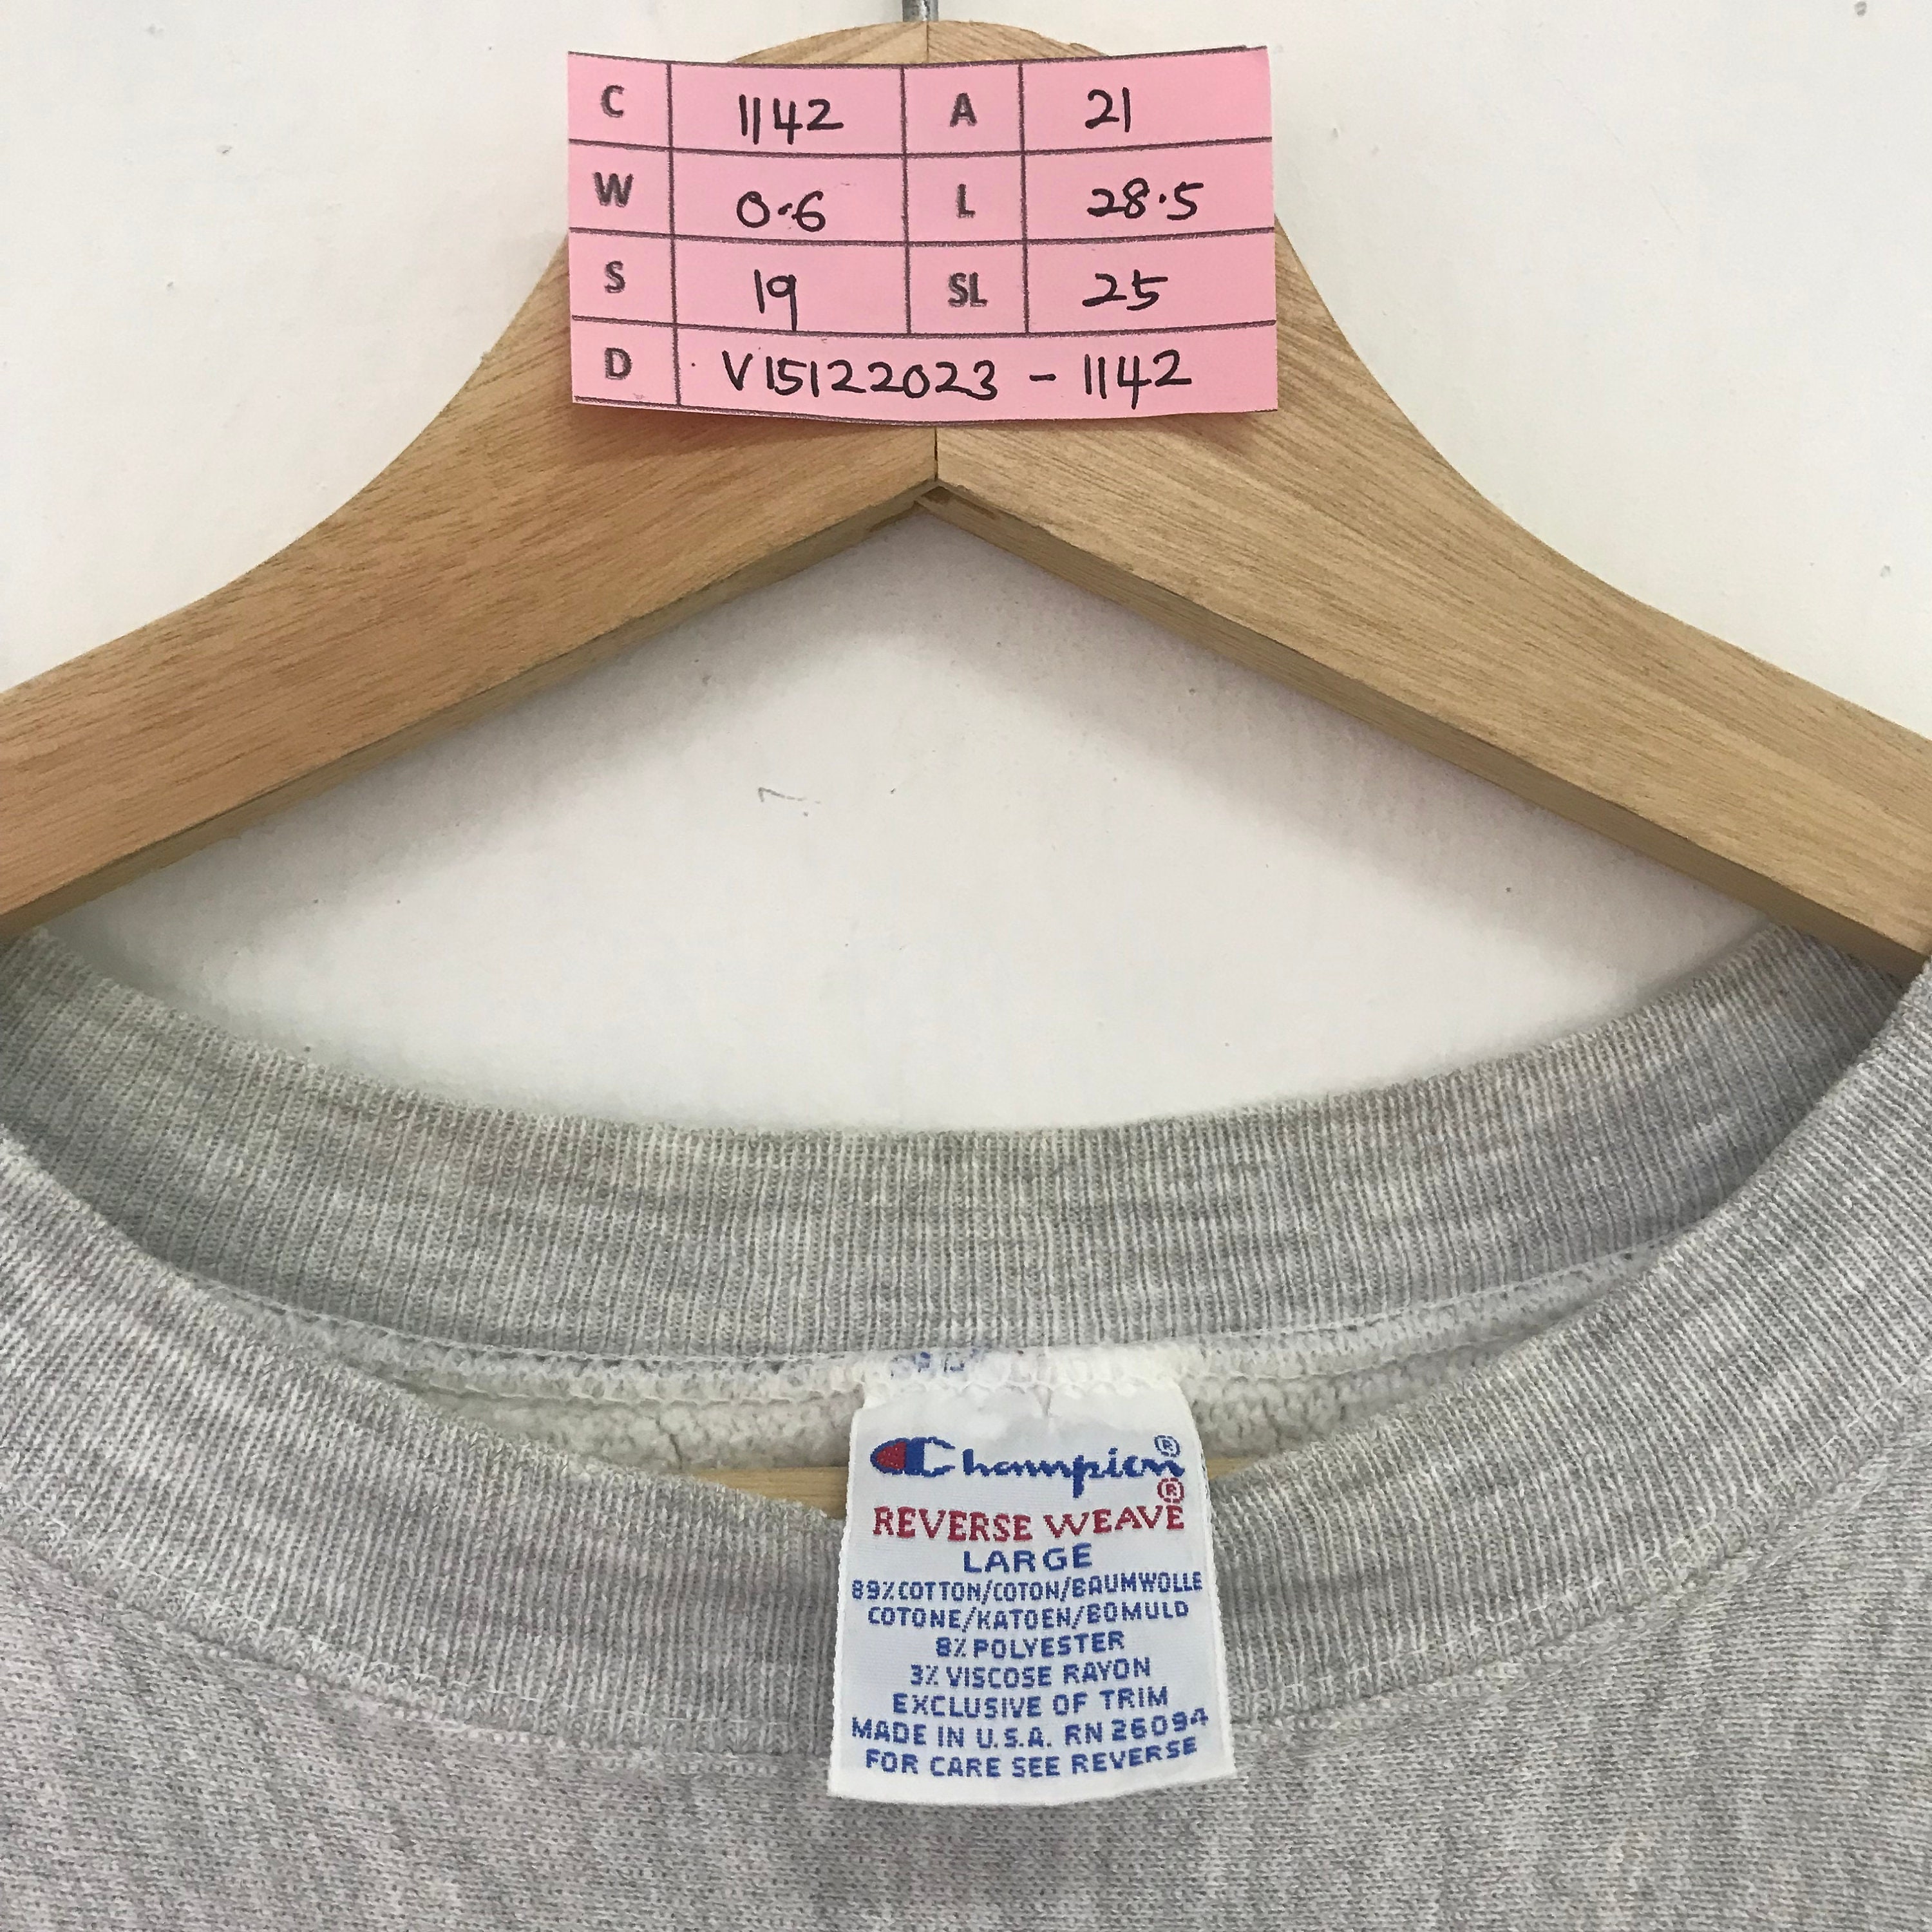 C 1142 A 21
W 0.6 L 28.5
S 19 SL 25
D V15122023 - 1142
Champion®
REVERSE WEAVE®
LARGE
89% COTTON/COTON/BAUMWOLLE
COTONE/KATOEN/BOMULD
8% POLYESTER
3% VISCOSE RAYON
EXCLUSIVE OF TRIM
MADE IN U.S.A. RN 26094
FOR CARE SEE REVERSE